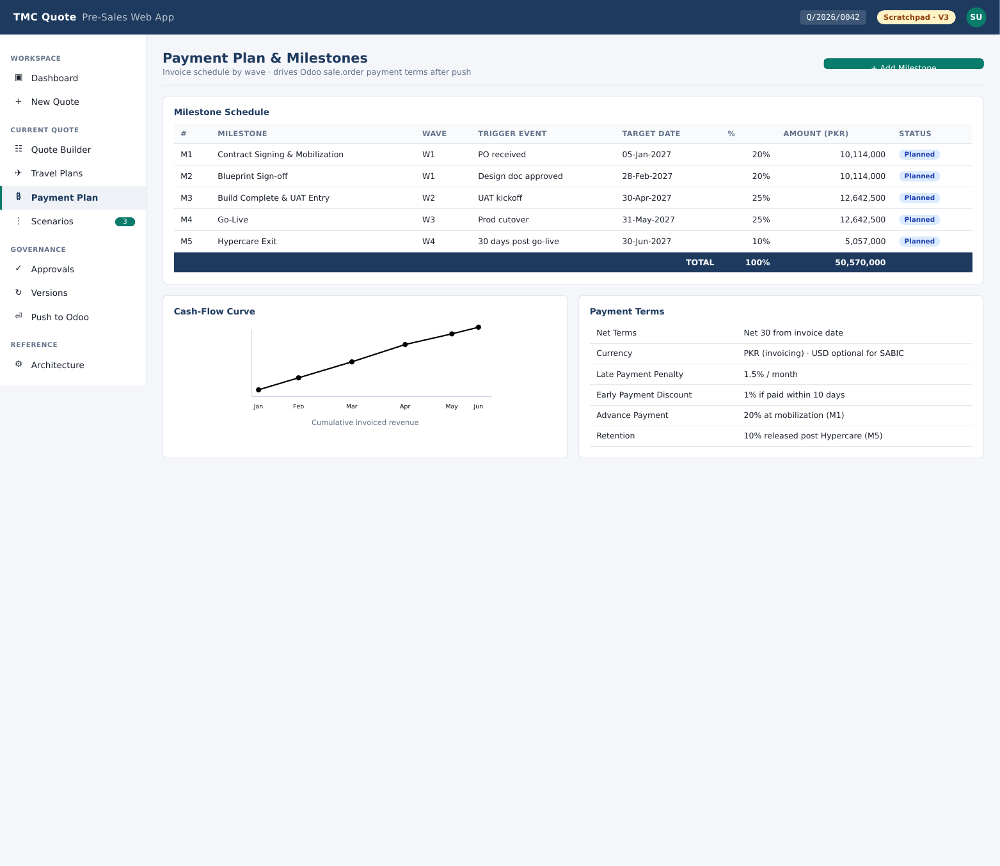 TMC Quote Pre-Sales Web App
Q/2026/0042
Scratchpad · V3
SU
WORKSPACE
Dashboard
+ New Quote
CURRENT QUOTE
Quote Builder
Travel Plans
Payment Plan
Scenarios 3
GOVERNANCE
Approvals
Versions
Push to Odoo
REFERENCE
Architecture
Payment Plan & Milestones
Invoice schedule by wave · drives Odoo sale.order payment terms after push
+ Add Milestone
Milestone Schedule
# MILESTONE WAVE TRIGGER EVENT TARGET DATE % AMOUNT (PKR) STATUS
M1 Contract Signing & Mobilization W1 PO received 05-Jan-2027 20% 10,114,000 Planned
M2 Blueprint Sign-off W1 Design doc approved 28-Feb-2027 20% 10,114,000 Planned
M3 Build Complete & UAT Entry W2 UAT kickoff 30-Apr-2027 25% 12,642,500 Planned
M4 Go-Live W3 Prod cutover 31-May-2027 25% 12,642,500 Planned
M5 Hypercare Exit W4 30 days post go-live 30-Jun-2027 10% 5,057,000 Planned
TOTAL 100% 50,570,000
Cash-Flow Curve
Jan Feb Mar Apr May Jun
Cumulative invoiced revenue
Payment Terms
Net Terms Net 30 from invoice date
Currency PKR (invoicing) · USD optional for SABIC
Late Payment Penalty 1.5% / month
Early Payment Discount 1% if paid within 10 days
Advance Payment 20% at mobilization (M1)
Retention 10% released post Hypercare (M5)